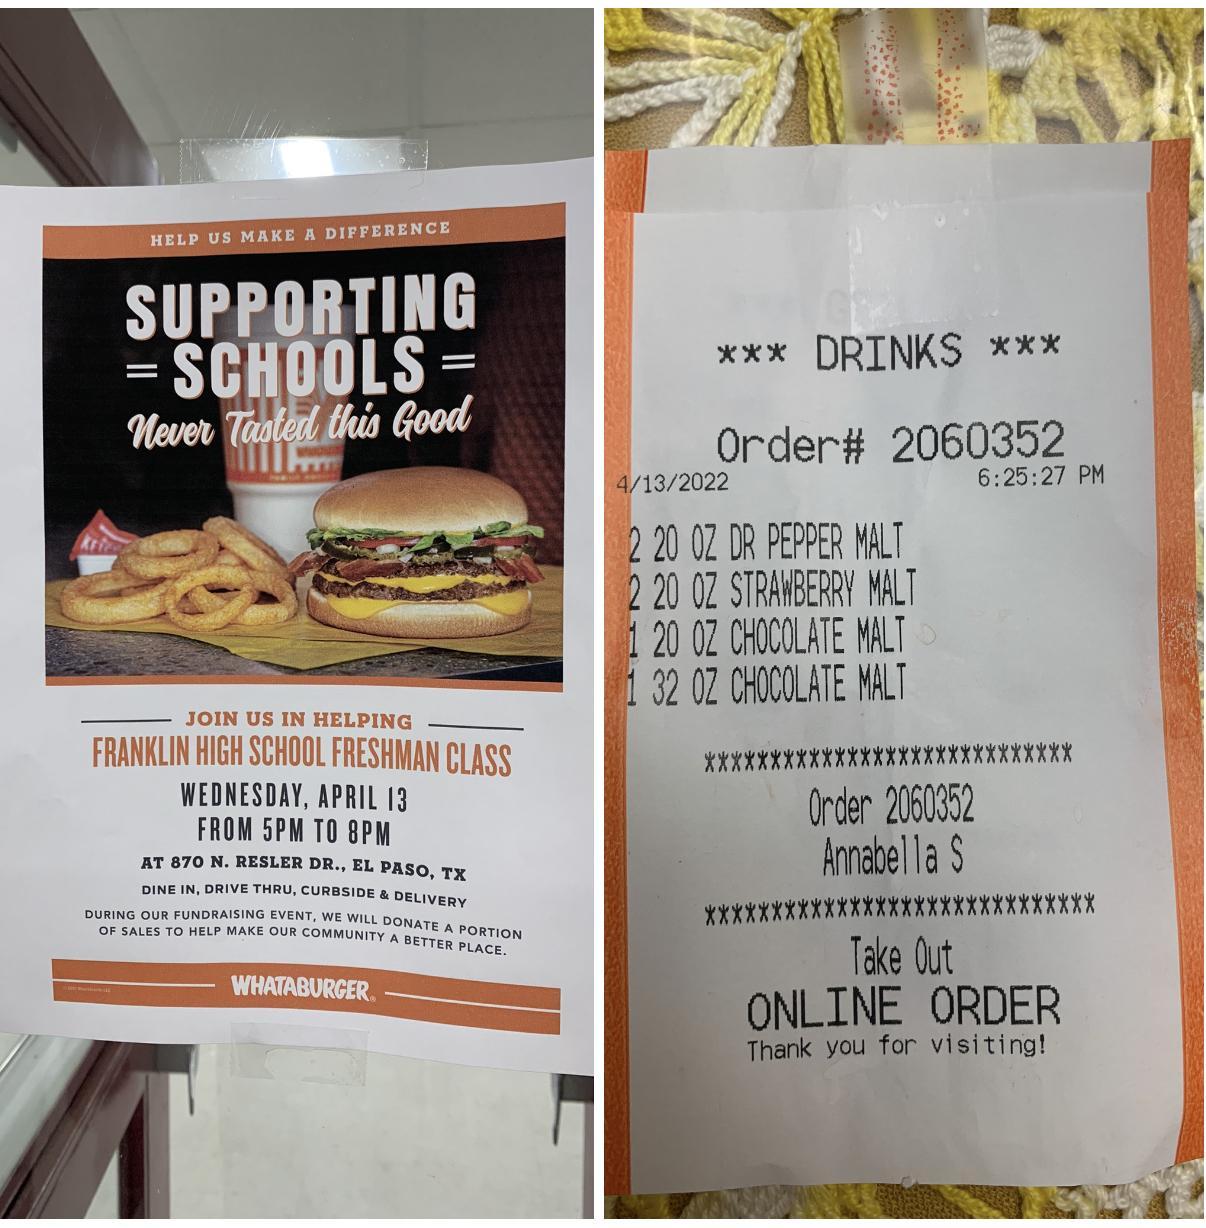 HELP US MAKE A DIFFERENCE
SUPPORTING
SCHOOLS
Never Tasted this Good
JOIN US IN HELPING
FRANKLIN HIGH SCHOOL FRESHMAN CLASS
WEDNESDAY, APRIL 13
FROM 5PM TO 8PM
AT 870 N. RESLER DR., EL PASO, TX
DINE IN, DRIVE THRU, CURBSIDE & DELIVERY
DURING OUR FUNDRAISING EVENT, WE WILL DONATE A PORTION
OF SALES TO HELP MAKE OUR COMMUNITY A BETTER PLACE.
WHATABURGER®
*** DRINKS ***
Order# 2060352
4/13/2022 6:25:27 PM
2 20 OZ DR PEPPER MALT
2 20 OZ STRAWBERRY MALT
1 20 OZ CHOCOLATE MALT
1 32 OZ CHOCOLATE MALT
****************************
Order 2060352
Annabella S
******************************
Take Out
ONLINE ORDER
Thank you for visiting!